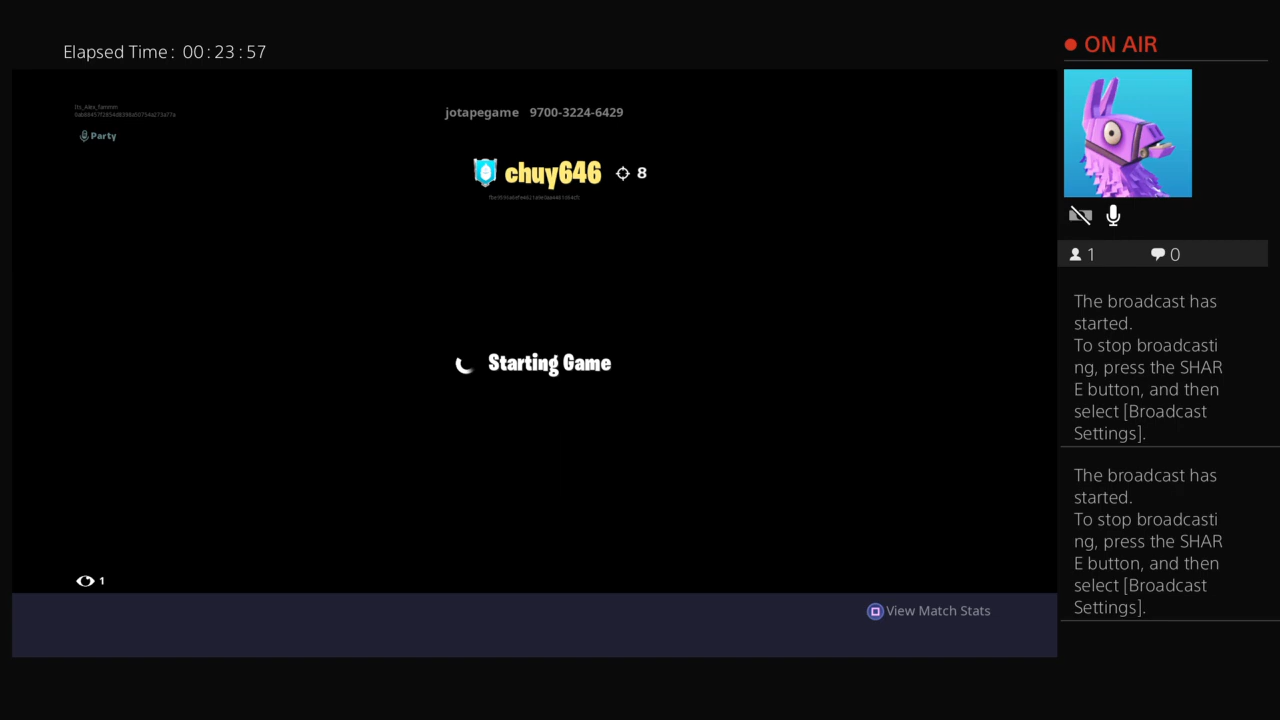 Elapsed Time: 00:23:57
ON AIR
Its_Alex_fammm
jotapegame 9700-3224-6429
Party
chuy646 8
1 0
The broadcast has
started.
To stop broadcasti
ng, press the SHAR
E button, and then
select [Broadcast
Settings].
Starting Game
The broadcast has
started.
To stop broadcasti
ng, press the SHAR
E button, and then
select [Broadcast
Settings].
1
View Match Stats